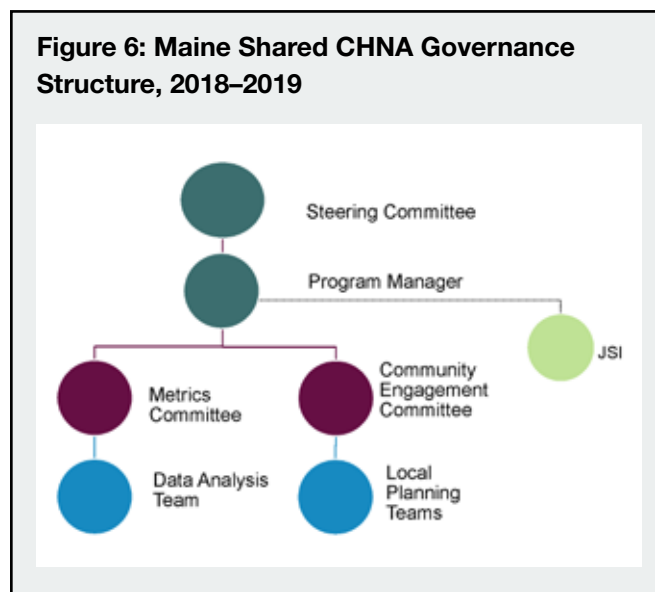 Figure 6: Maine Shared CHNA Governance
Structure, 2018–2019
Steering Committee
Program Manager
JSI
Metrics
Committee
Community
Engagement
Committee
Data Analysis
Team
Local
Planning
Teams